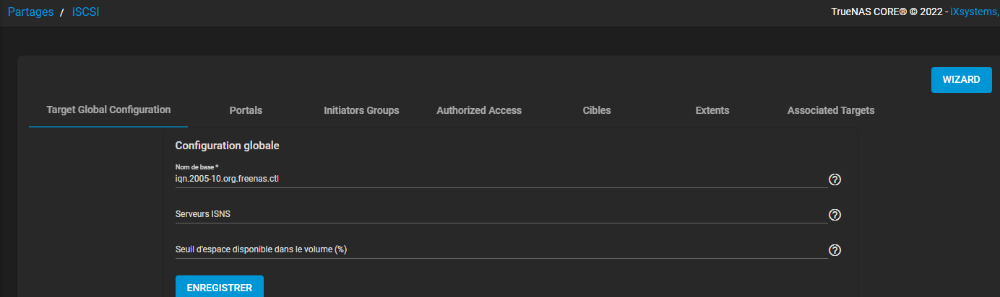 Partages / iSCSI TrueNAS CORE® © 2022 - iXsystems,
WIZARD
Target Global Configuration Portals Initiators Groups Authorized Access Cibles Extents Associated Targets
Configuration globale
Nom de base *
iqn.2005-10.org.freenas.ctl
Serveurs ISNS
Seuil d'espace disponible dans le volume (%)
ENREGISTRER